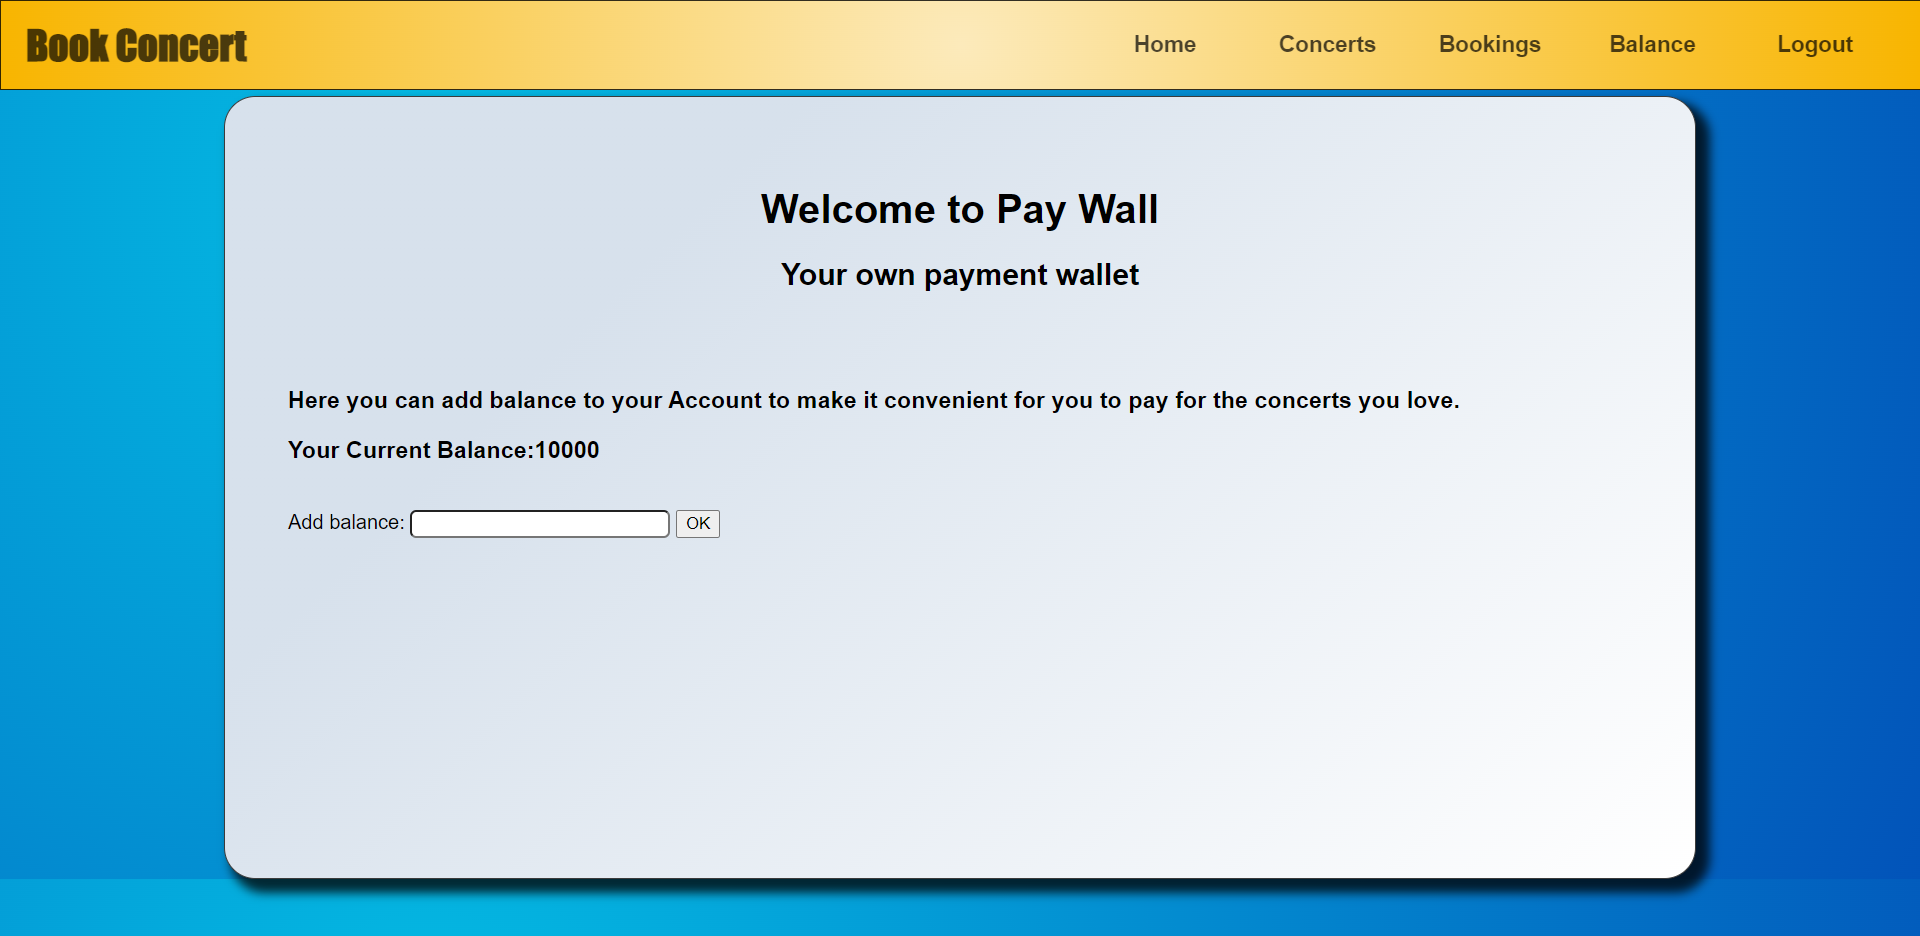 Book Concert
Home Concerts Bookings Balance Logout
Welcome to Pay Wall
Your own payment wallet
Here you can add balance to your Account to make it convenient for you to pay for the concerts you love.
Your Current Balance:10000
Add balance: OK